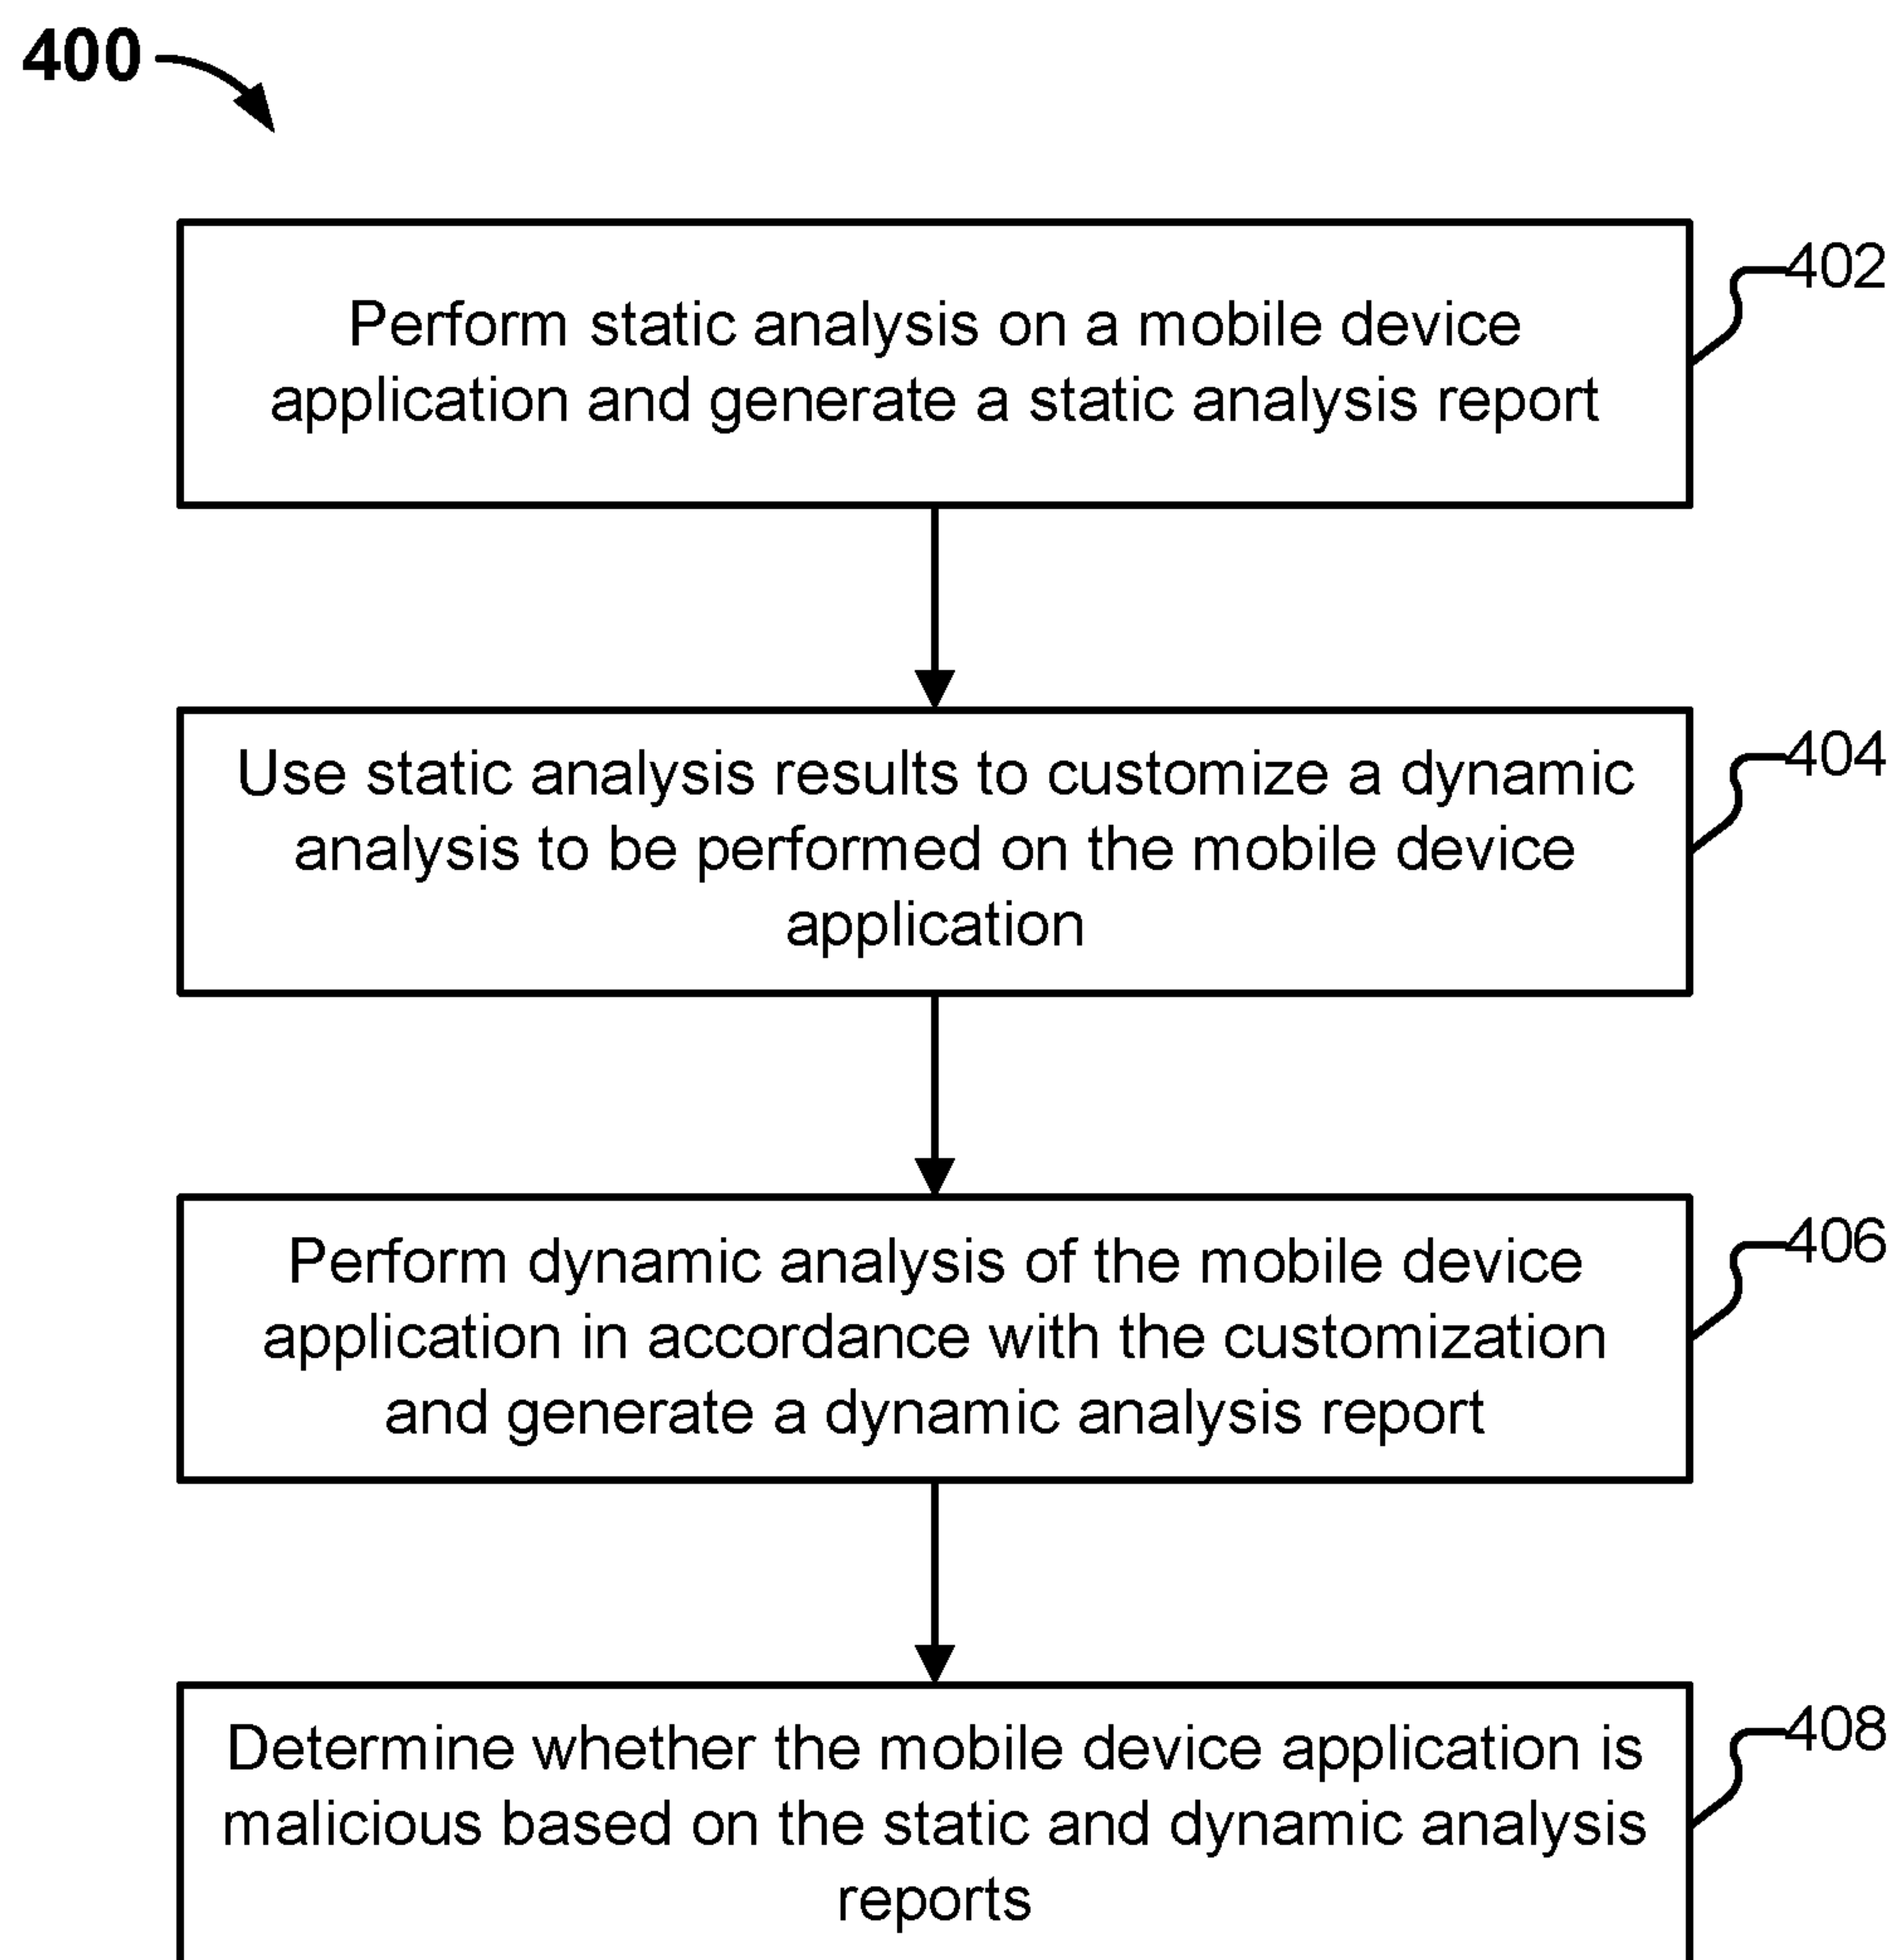 400
402
Perform static analysis on a mobile device
application and generate a static analysis report
404
Use static analysis results to customize a dynamic
analysis to be performed on the mobile device
application
406
Perform dynamic analysis of the mobile device
application in accordance with the customization
and generate a dynamic analysis report
408
Determine whether the mobile device application is
malicious based on the static and dynamic analysis
reports